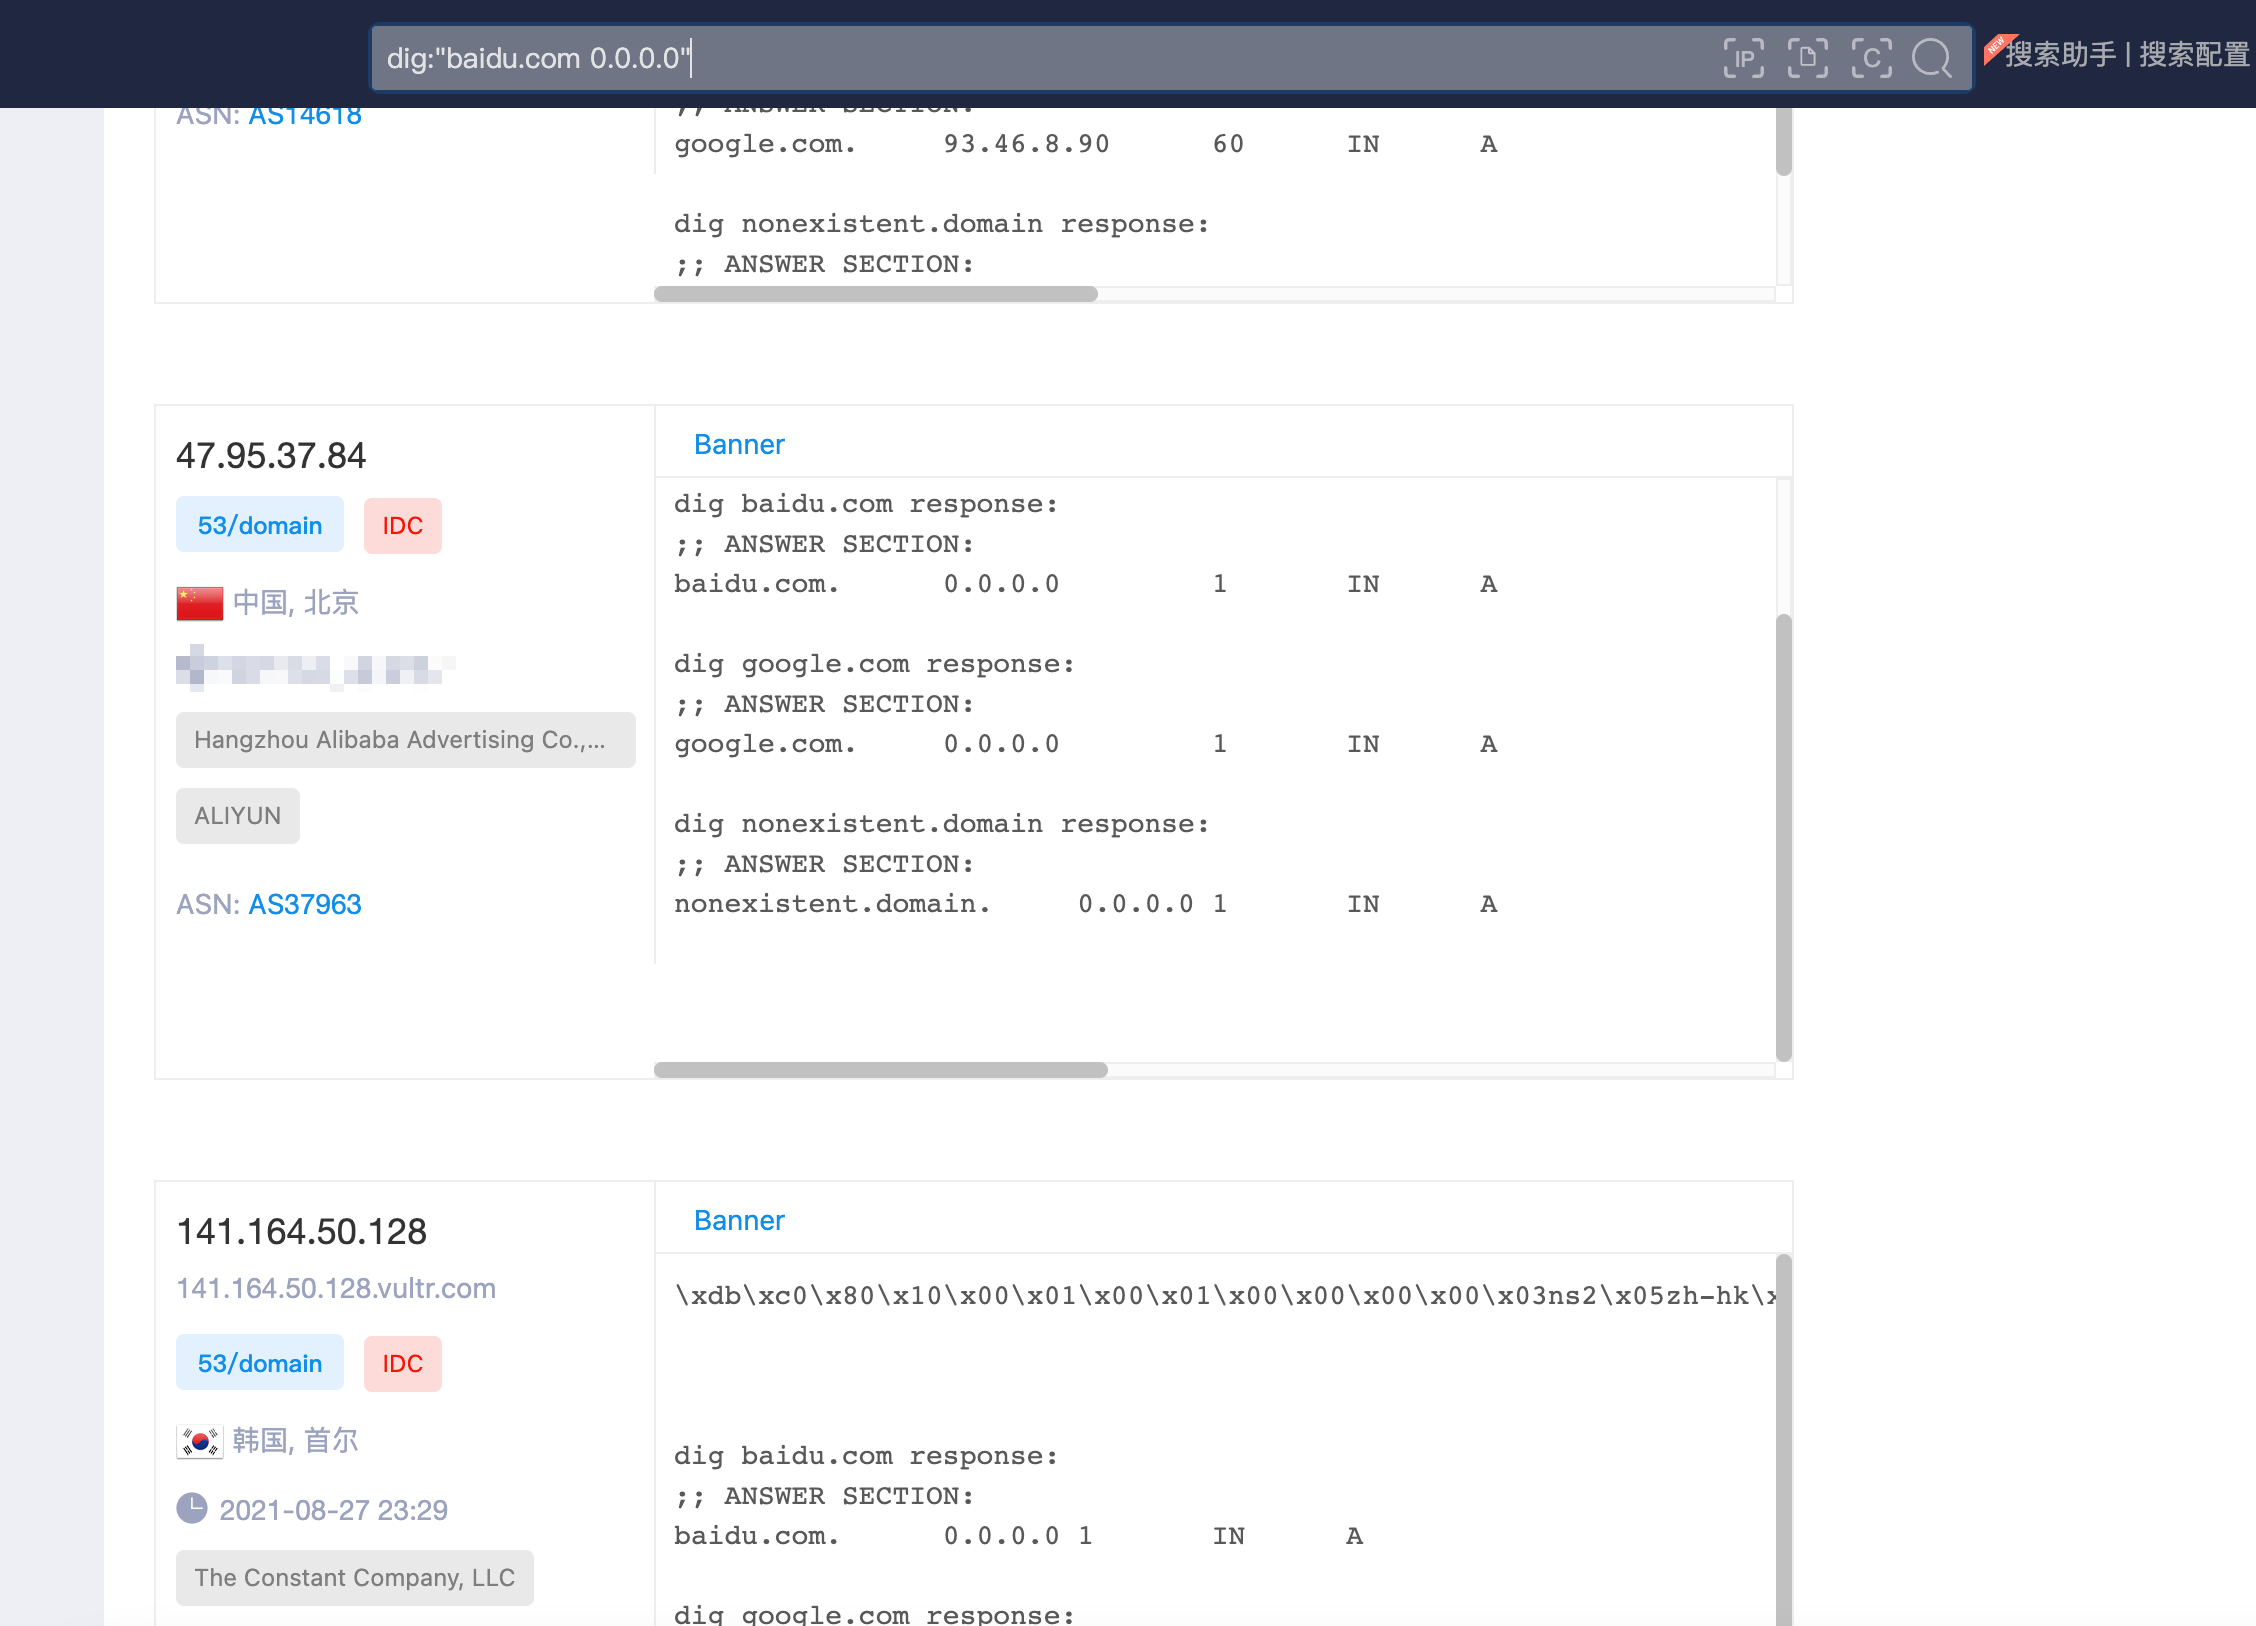 dig:"baidu.com 0.0.0.0"
IP
C
NEW
搜索助手 | 搜索配置
ASN: AS14618
;; ANSWER SECTION:
google.com. 93.46.8.90 60 IN A
dig nonexistent.domain response:
;; ANSWER SECTION:
47.95.37.84
53/domain IDC
中国, 北京
Hangzhou Alibaba Advertising Co.,...
ALIYUN
ASN: AS37963
Banner
dig baidu.com response:
;; ANSWER SECTION:
baidu.com. 0.0.0.0 1 IN A
dig google.com response:
;; ANSWER SECTION:
google.com. 0.0.0.0 1 IN A
dig nonexistent.domain response:
;; ANSWER SECTION:
nonexistent.domain. 0.0.0.0 1 IN A
141.164.50.128
141.164.50.128.vultr.com
53/domain IDC
韩国, 首尔
2021-08-27 23:29
The Constant Company, LLC
Banner
\xdb\xc0\x80\x10\x00\x01\x00\x01\x00\x00\x00\x00\x03ns2\x05zh-hk\x
dig baidu.com response:
;; ANSWER SECTION:
baidu.com. 0.0.0.0 1 IN A
dig google.com response: